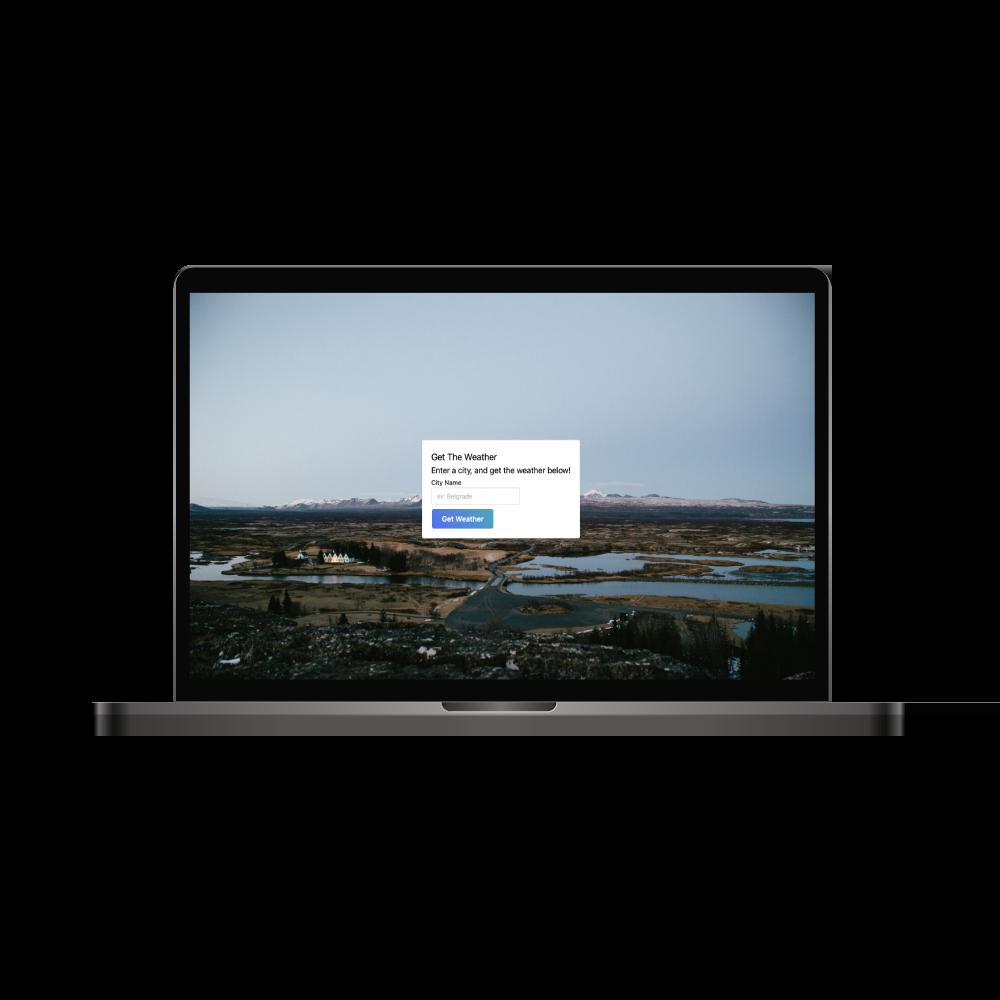 Get The Weather
Enter a city, and get the weather below!
City Name
ex: Belgrade
Get Weather